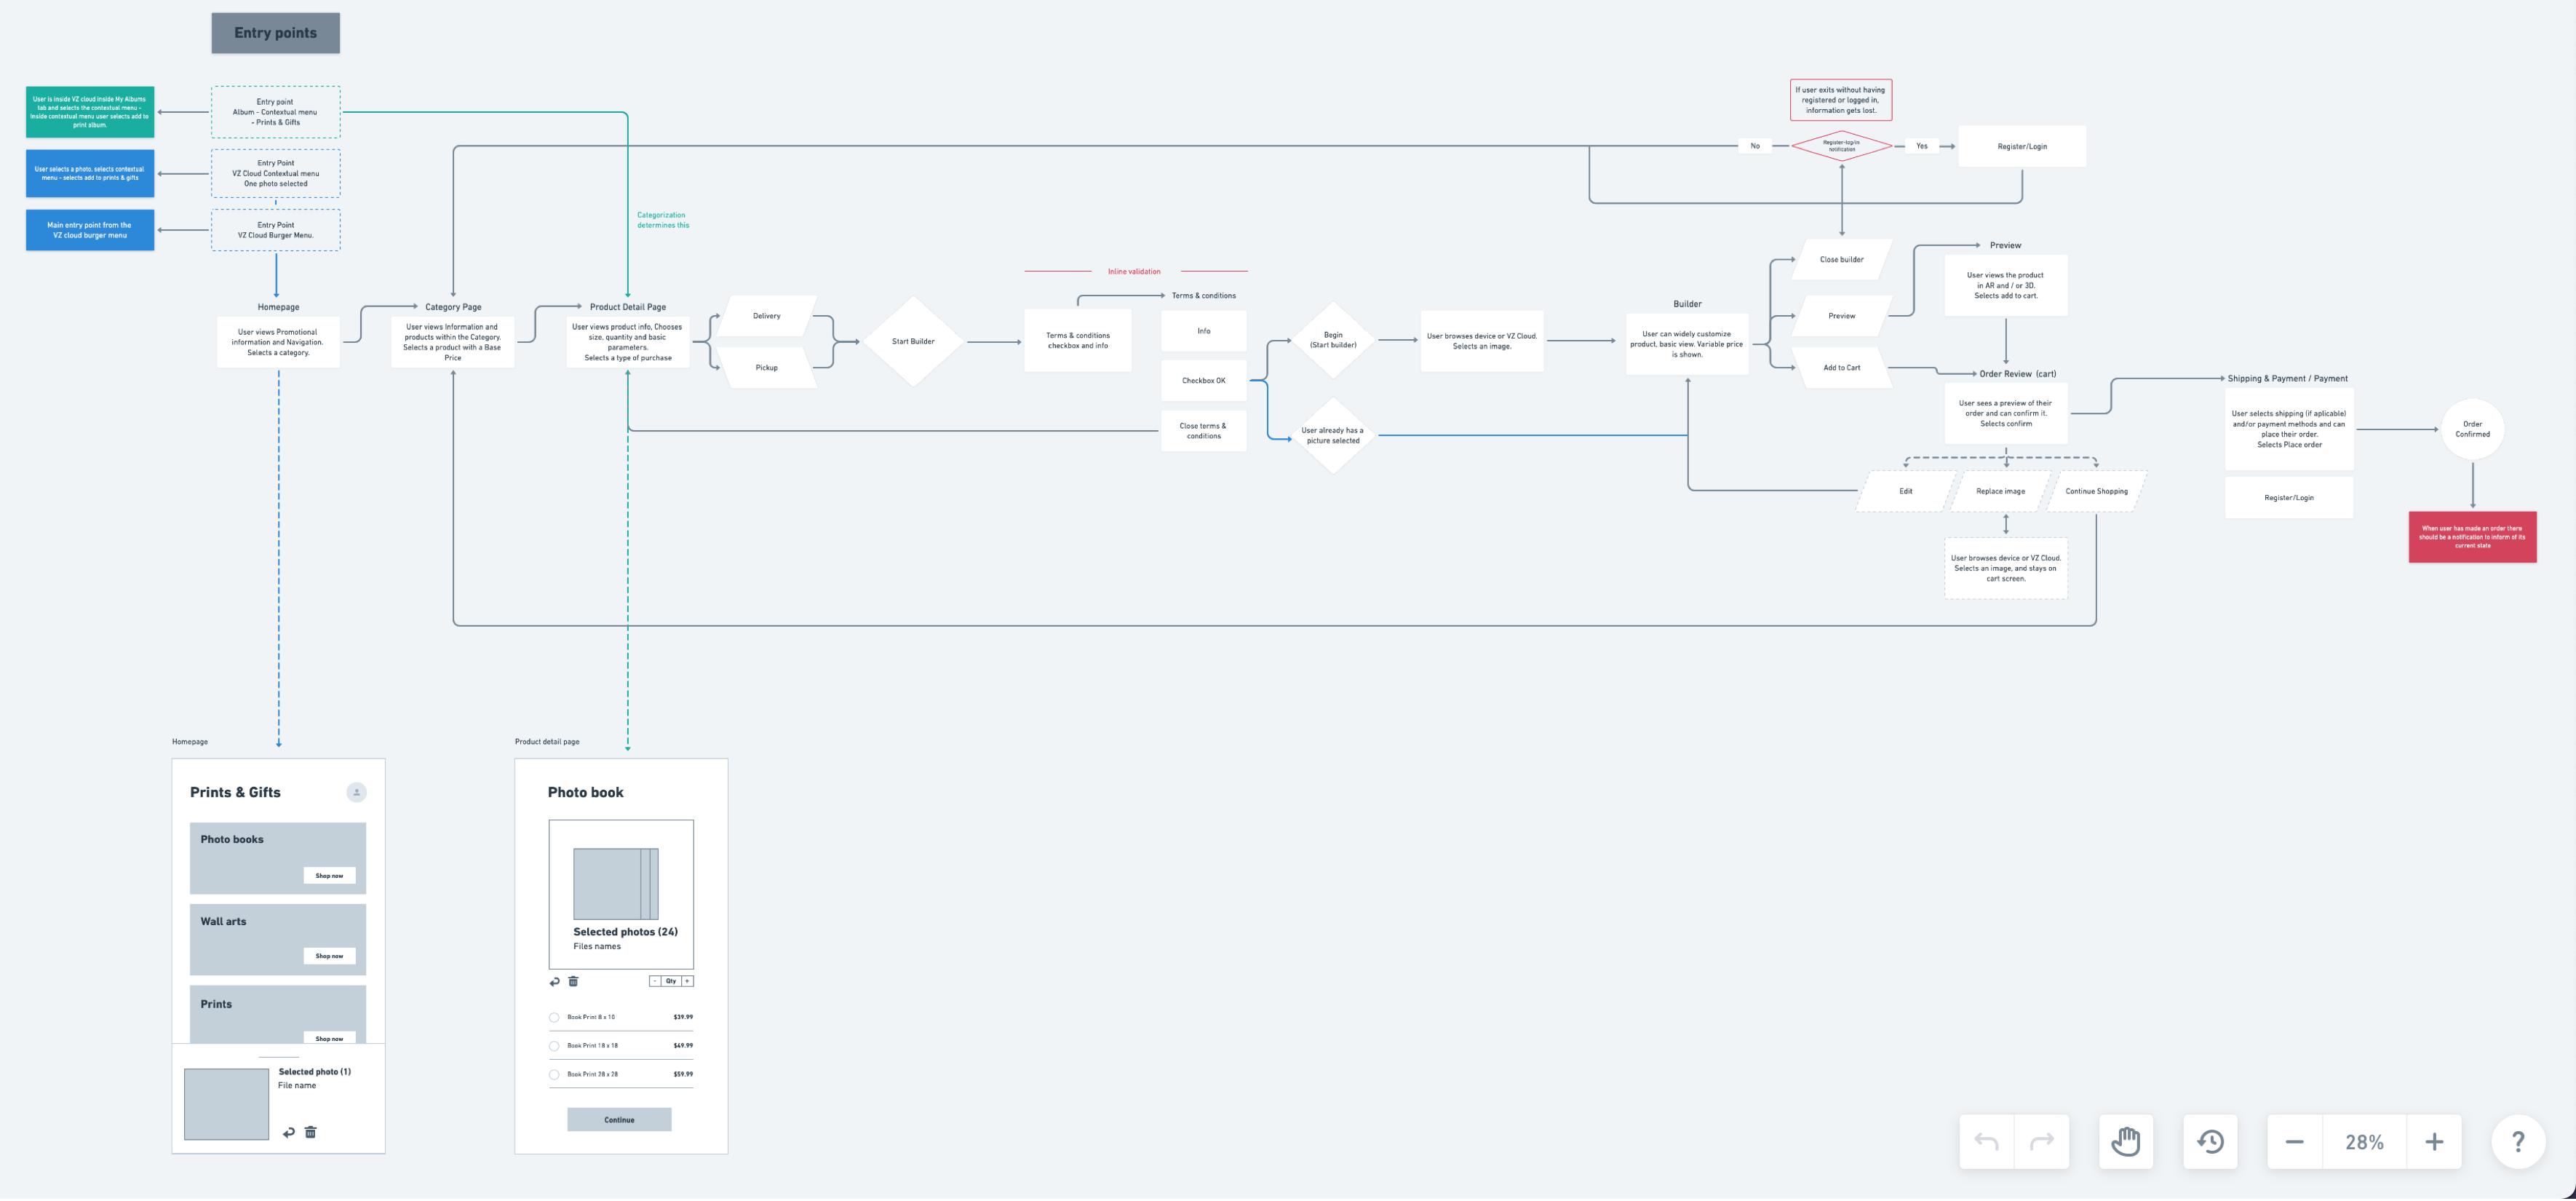 Entry points
User is inside VZ cloud inside My Albums
tab and selects the contextual menu -
Inside contextual menu user selects add to
print album.
Entry point
Album - Contextual menu
- Prints & Gifts
User selects a photo, selects contextual
menu - selects add to prints & gifts
Entry Point
VZ Cloud Contextual menu
One photo selected
Main entry point from the
VZ cloud burger menu
Entry Point
VZ Cloud Burger Menu.
Categorization
determines this
If user exits without having
registered or logged in,
information gets lost.
No
Register-log-in
notification
Yes
Register/Login
Homepage
User views Promotional
information and Navigation.
Selects a category.
Category Page
User views Information and
products within the Category.
Selects a product with a Base
Price
Product Detail Page
User views product info, Chooses
size, quantity and basic
parameters.
Selects a type of purchase
Delivery
Pickup
Start Builder
Inline validation
Terms & conditions
checkbox and info
Terms & conditions
Info
Checkbox OK
Close terms &
conditions
Begin
(Start builder)
User already has a
picture selected
User browses device or VZ Cloud.
Selects an image.
Builder
User can widely customize
product, basic view. Variable price
is shown.
Close builder
Preview
Add to Cart
Preview
User views the product
in AR and / or 3D.
Selects add to cart.
Order Review (cart)
User sees a preview of their
order and can confirm it.
Selects confirm
Edit
Replace image
Continue Shopping
User browses device or VZ Cloud.
Selects an image, and stays on
cart screen.
Shipping & Payment / Payment
User selects shipping (if aplicable)
and/or payment methods and can
place their order.
Selects Place order
Register/Login
Order
Confirmed
When user has made an order there
should be a notification to inform of its
current state
Homepage
Prints & Gifts
Photo books
Shop now
Wall arts
Shop now
Prints
Shop now
Selected photo (1)
File name
Product detail page
Photo book
Selected photos (24)
Files names
- Qty +
Book Print 8 x 10 $39.99
Book Print 18 x 18 $49.99
Book Print 28 x 28 $59.99
Continue
28%
?